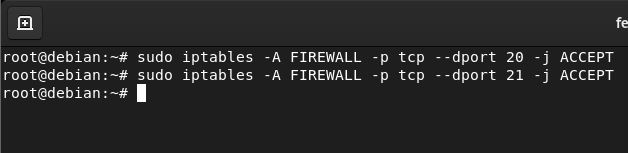 fe
root@debian:~# sudo iptables -A FIREWALL -p tcp --dport 20 -j ACCEPT
root@debian:~# sudo iptables -A FIREWALL -p tcp --dport 21 -j ACCEPT
root@debian:~#